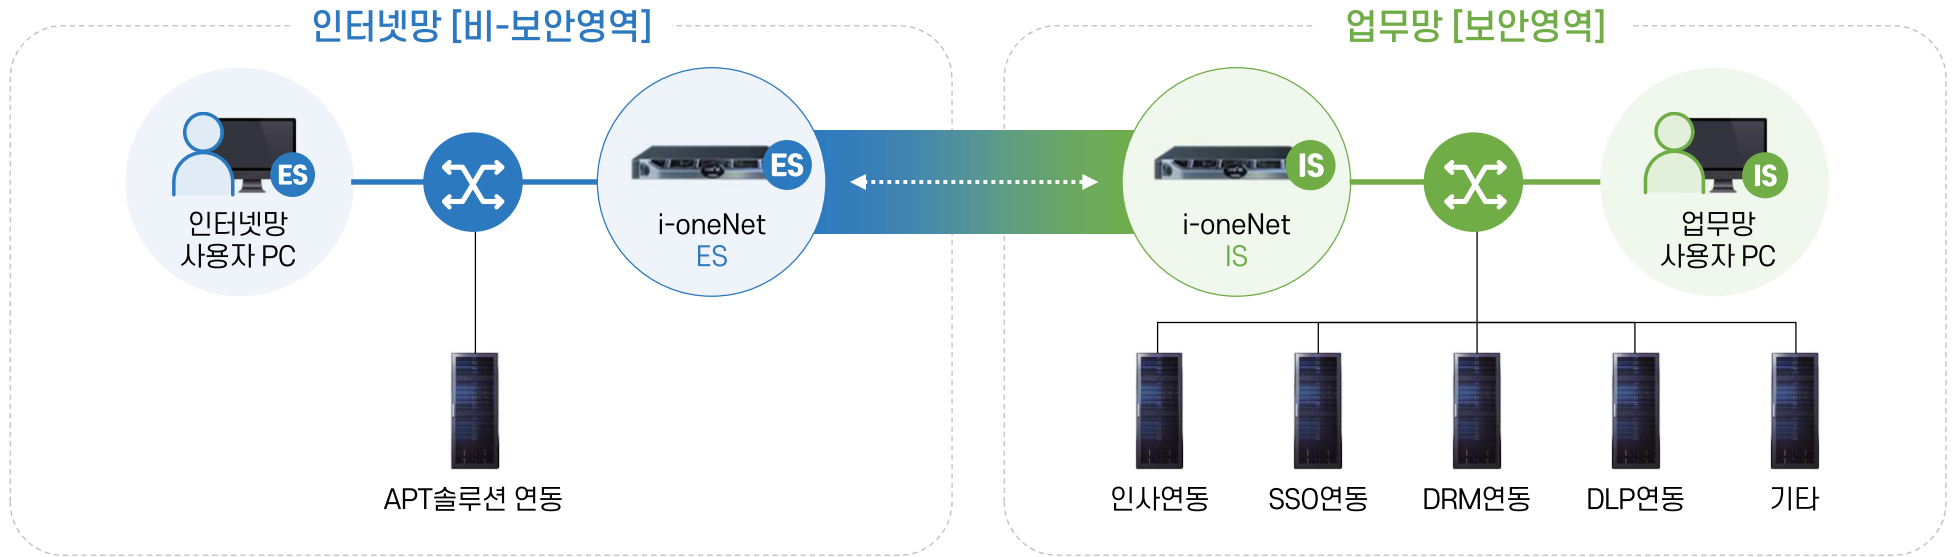 인터넷망 [비-보안영역]
ES
인터넷망
사용자 PC
ES
i-oneNet
ES
APT솔루션 연동
업무망 [보안영역]
IS
i-oneNet
IS
IS
업무망
사용자 PC
인사연동
SSO연동
DRM연동
DLP연동
기타